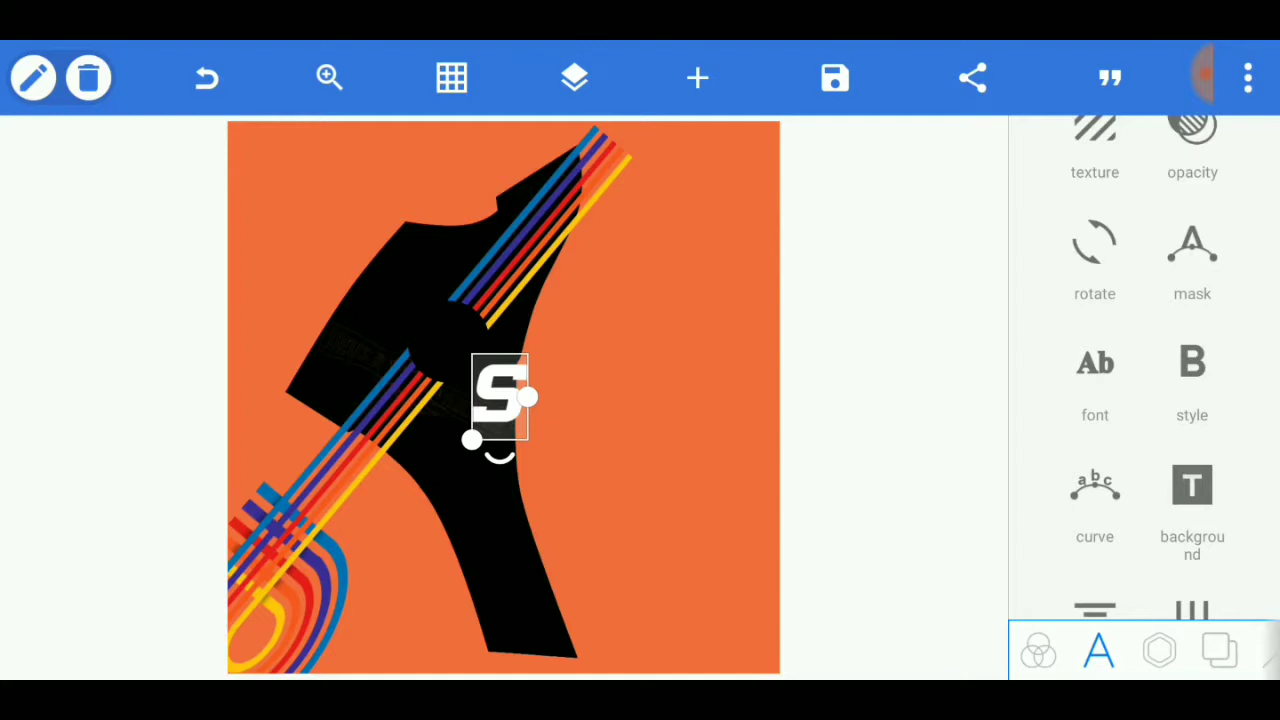 texture opacity
rotate mask
A
font style
Ab B
S
curve background
abc T
A